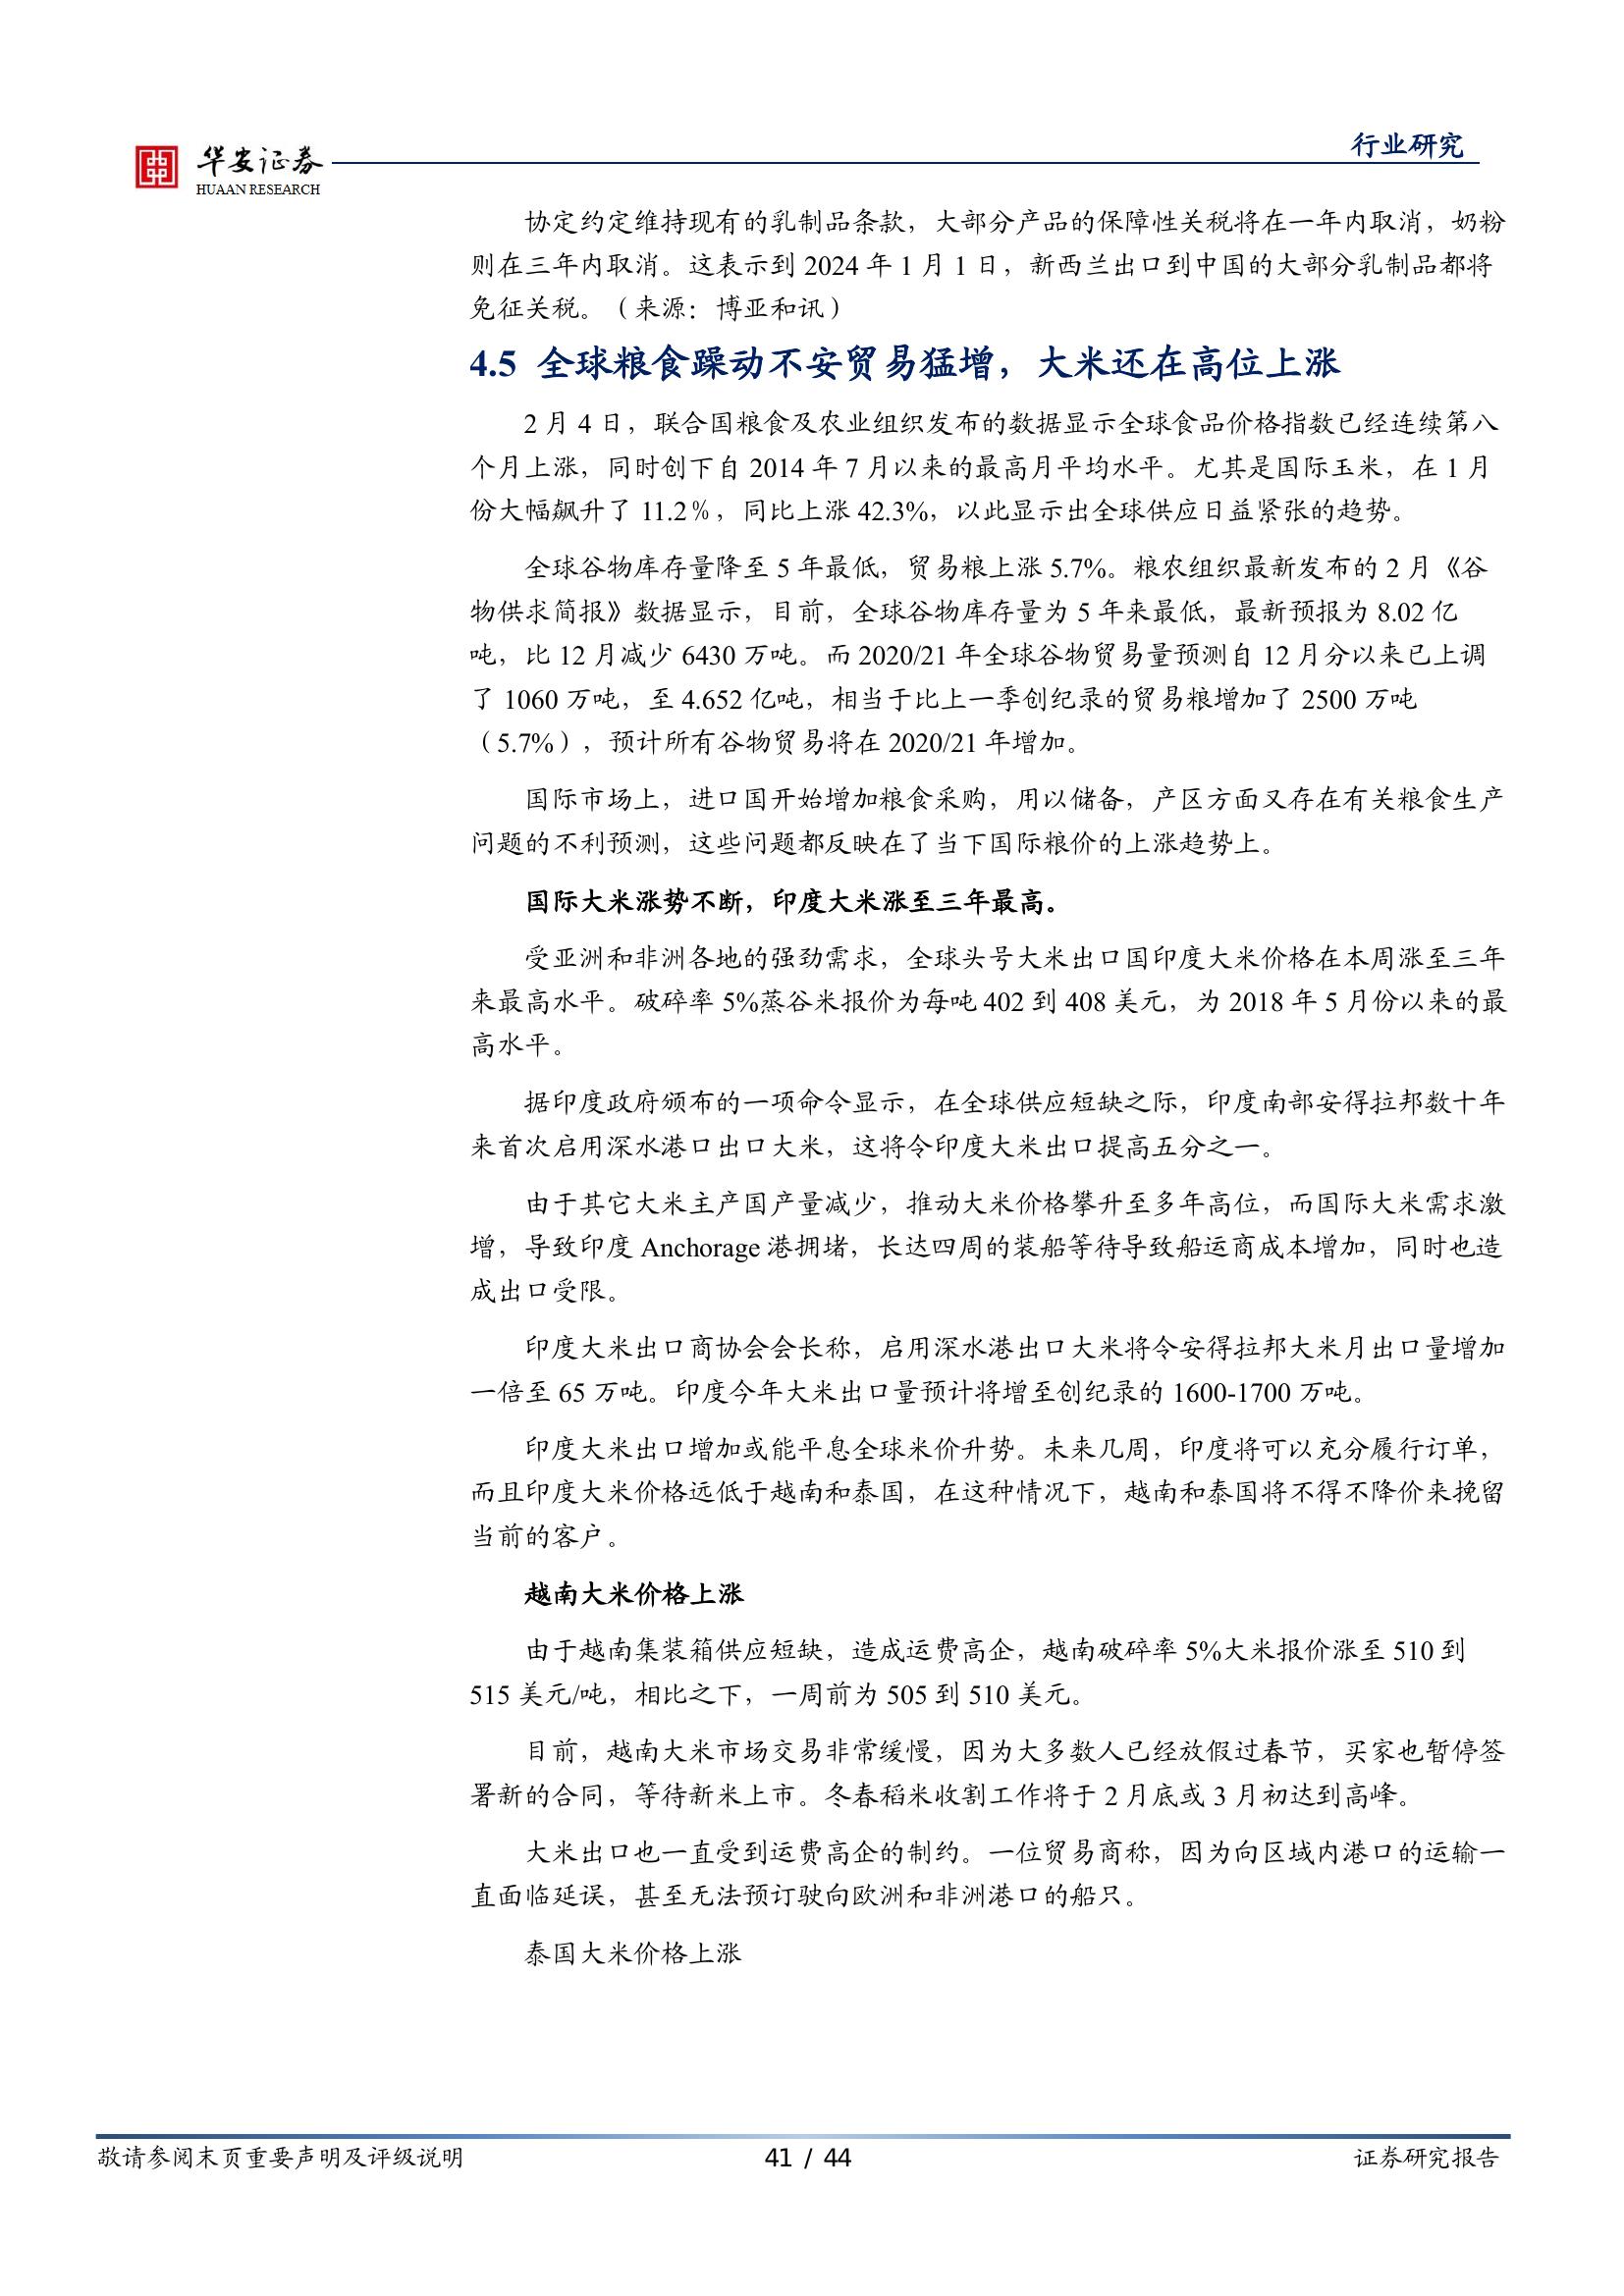 华安证券
HUAAN RESEARCH
行业研究
协定约定维持现有的乳制品条款，大部分产品的保障性关税将在一年内取消，奶粉
则在三年内取消。这表示到 2024 年 1 月 1 日，新西兰出口到中国的大部分乳制品都将
免征关税。（来源：博亚和讯）
4.5 全球粮食躁动不安贸易猛增，大米还在高位上涨
2 月 4 日，联合国粮食及农业组织发布的数据显示全球食品价格指数已经连续第八
个月上涨，同时创下自 2014 年 7 月以来的最高月平均水平。尤其是国际玉米，在 1 月
份大幅飙升了 11.2％，同比上涨 42.3%，以此显示出全球供应日益紧张的趋势。
全球谷物库存量降至 5 年最低，贸易粮上涨 5.7%。粮农组织最新发布的 2 月《谷
物供求简报》数据显示，目前，全球谷物库存量为 5 年来最低，最新预报为 8.02 亿
吨，比 12 月减少 6430 万吨。而 2020/21 年全球谷物贸易量预测自 12 月分以来已上调
了 1060 万吨，至 4.652 亿吨，相当于比上一季创纪录的贸易粮增加了 2500 万吨
（5.7%），预计所有谷物贸易将在 2020/21 年增加。
国际市场上，进口国开始增加粮食采购，用以储备，产区方面又存在有关粮食生产
问题的不利预测，这些问题都反映在了当下国际粮价的上涨趋势上。
国际大米涨势不断，印度大米涨至三年最高。
受亚洲和非洲各地的强劲需求，全球头号大米出口国印度大米价格在本周涨至三年
来最高水平。破碎率 5%蒸谷米报价为每吨 402 到 408 美元，为 2018 年 5 月份以来的最
高水平。
据印度政府颁布的一项命令显示，在全球供应短缺之际，印度南部安得拉邦数十年
来首次启用深水港口出口大米，这将令印度大米出口提高五分之一。
由于其它大米主产国产量减少，推动大米价格攀升至多年高位，而国际大米需求激
增，导致印度 Anchorage 港拥堵，长达四周的装船等待导致船运商成本增加，同时也造
成出口受限。
印度大米出口商协会会长称，启用深水港出口大米将令安得拉邦大米月出口量增加
一倍至 65 万吨。印度今年大米出口量预计将增至创纪录的 1600-1700 万吨。
印度大米出口增加或能平息全球米价升势。未来几周，印度将可以充分履行订单，
而且印度大米价格远低于越南和泰国，在这种情况下，越南和泰国将不得不降价来挽留
当前的客户。
越南大米价格上涨
由于越南集装箱供应短缺，造成运费高企，越南破碎率 5%大米报价涨至 510 到
515 美元/吨，相比之下，一周前为 505 到 510 美元。
目前，越南大米市场交易非常缓慢，因为大多数人已经放假过春节，买家也暂停签
署新的合同，等待新米上市。冬春稻米收割工作将于 2 月底或 3 月初达到高峰。
大米出口也一直受到运费高企的制约。一位贸易商称，因为向区域内港口的运输一
直面临延误，甚至无法预订驶向欧洲和非洲港口的船只。
泰国大米价格上涨
敬请参阅末页重要声明及评级说明
41 / 44
证券研究报告